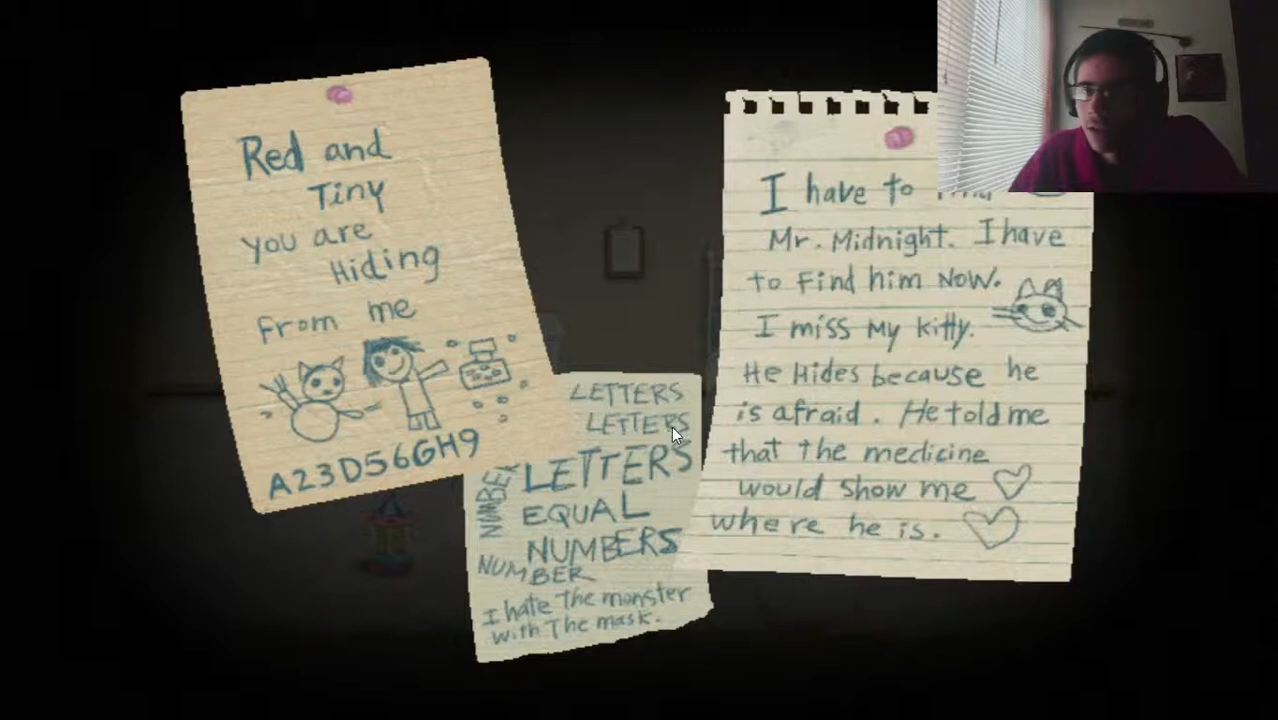 Red and
Tiny
you are
Hiding
from me
A23D56GH9
LETTERS
LETTERS
LETTERS
EQUAL
NUMBERS
NUMBER
NUMBER
I hate The monster
with The mask.
I have to
Mr. Midnight. I have
to Find him NOW.
I miss My kitty.
He Hides because he
is afraid. He told me
that the medicine
would show me
where he is.